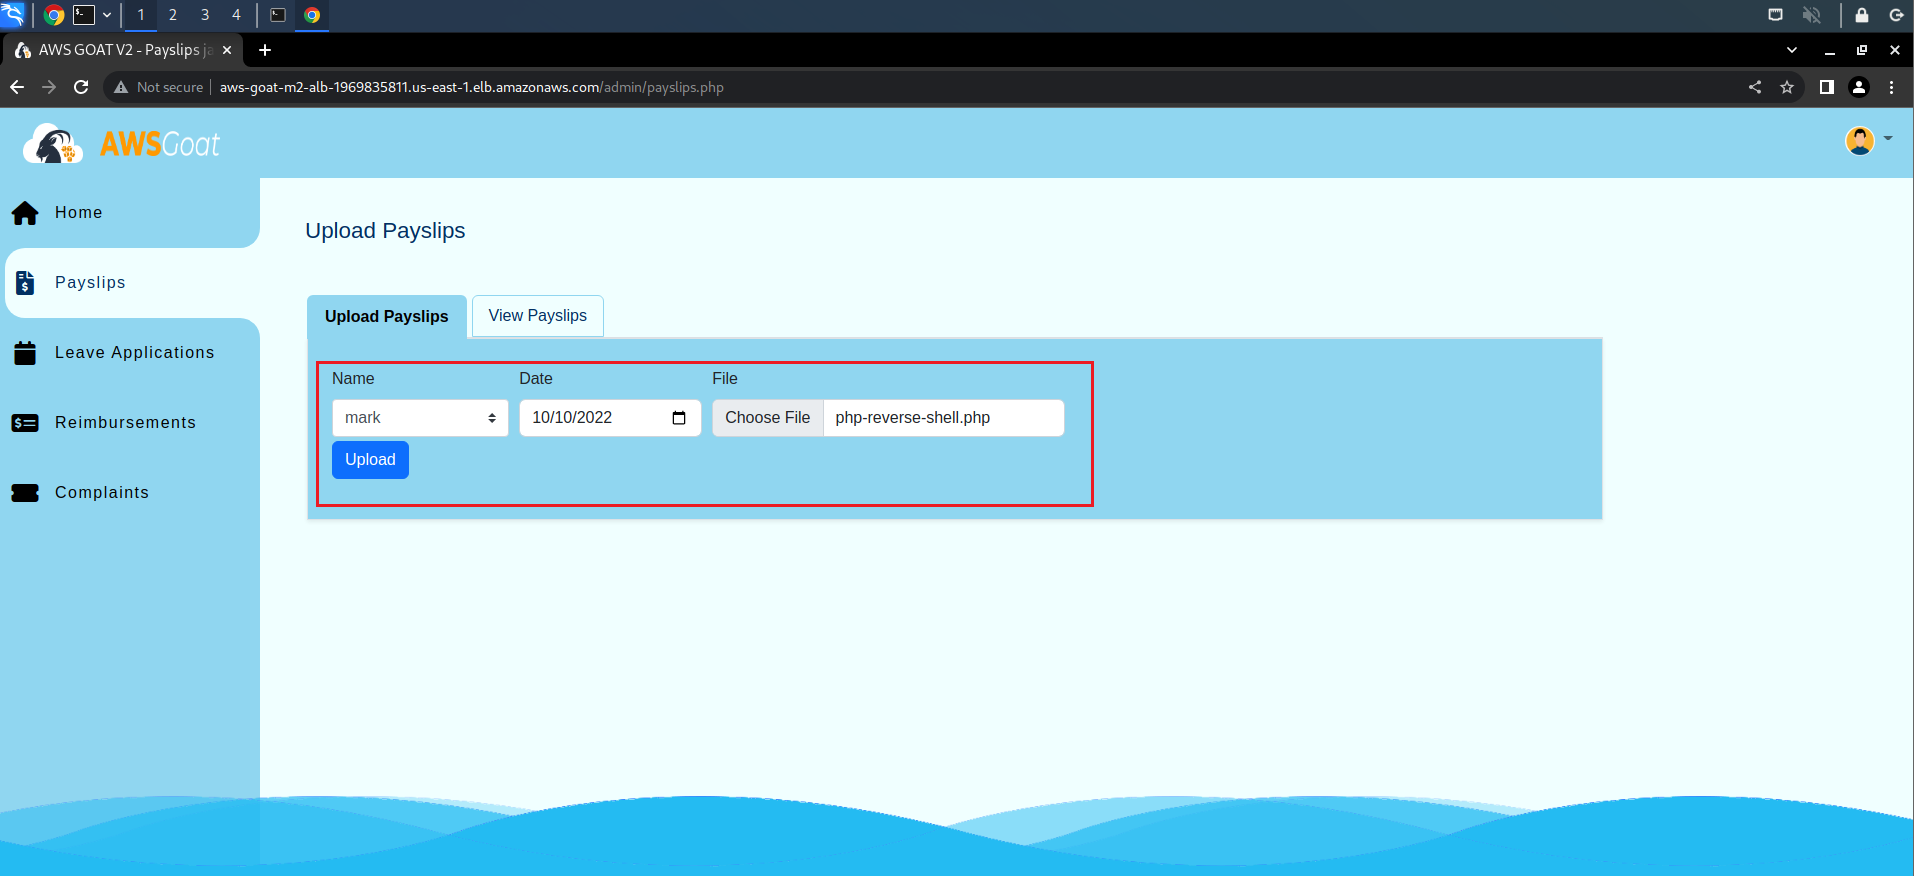 1 2 3 4
AWS GOAT V2 - Payslips ja
Not secure aws-goat-m2-alb-1969835811.us-east-1.elb.amazonaws.com/admin/payslips.php
AWSGoat
Home
Payslips
Leave Applications
Reimbursements
Complaints
Upload Payslips
Upload Payslips View Payslips
Name Date File
mark 10/10/2022 Choose File php-reverse-shell.php
Upload